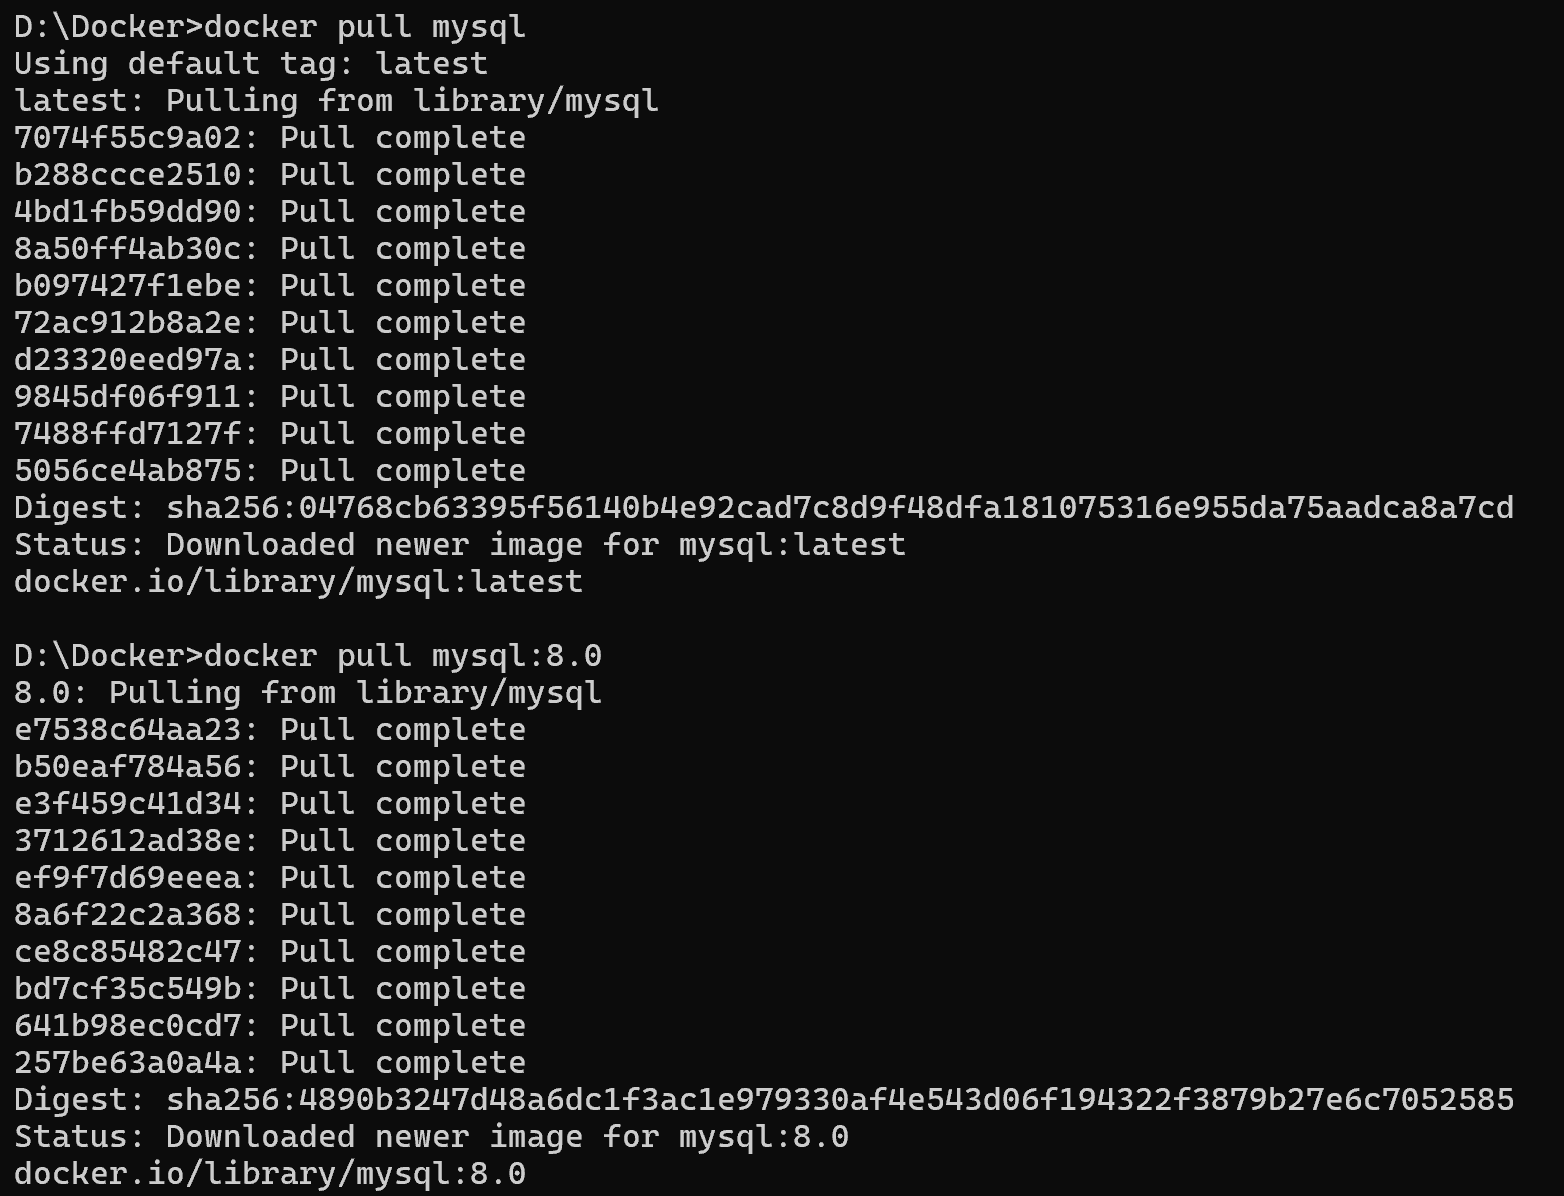 D:\Docker>docker pull mysql
Using default tag: latest
latest: Pulling from library/mysql
7074f55c9a02: Pull complete
b288ccce2510: Pull complete
4bd1fb59dd90: Pull complete
8a50ff4ab30c: Pull complete
b097427f1ebe: Pull complete
72ac912b8a2e: Pull complete
d23320eed97a: Pull complete
9845df06f911: Pull complete
7488ffd7127f: Pull complete
5056ce4ab875: Pull complete
Digest: sha256:04768cb63395f56140b4e92cad7c8d9f48dfa181075316e955da75aadca8a7cd
Status: Downloaded newer image for mysql:latest
docker.io/library/mysql:latest
D:\Docker>docker pull mysql:8.0
8.0: Pulling from library/mysql
e7538c64aa23: Pull complete
b50eaf784a56: Pull complete
e3f459c41d34: Pull complete
3712612ad38e: Pull complete
ef9f7d69eeea: Pull complete
8a6f22c2a368: Pull complete
ce8c85482c47: Pull complete
bd7cf35c549b: Pull complete
641b98ec0cd7: Pull complete
257be63a0a4a: Pull complete
Digest: sha256:4890b3247d48a6dc1f3ac1e979330af4e543d06f194322f3879b27e6c7052585
Status: Downloaded newer image for mysql:8.0
docker.io/library/mysql:8.0